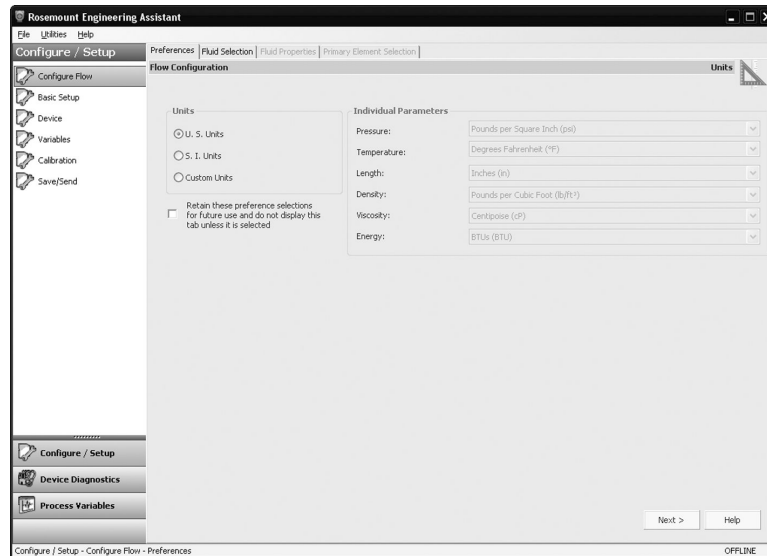 Rosemount Engineering Assistant
File Utilities Help
Configure / Setup
Preferences Fluid Selection Fluid Properties Primary Element Selection
Flow Configuration Units
Configure Flow
Basic Setup
Device
Variables
Calibration
Save/Send
Units
U. S. Units
S. I. Units
Custom Units
Retain these preference selections
for future use and do not display this
tab unless it is selected
Individual Parameters
Pressure: Pounds per Square Inch (psi)
Temperature: Degrees Fahrenheit (°F)
Length: Inches (in)
Density: Pounds per Cubic Foot (lb/ft³)
Viscosity: Centipoise (cP)
Energy: BTUs (BTU)
Configure / Setup
Device Diagnostics
Process Variables
Next > Help
Configure / Setup - Configure Flow - Preferences OFFLINE